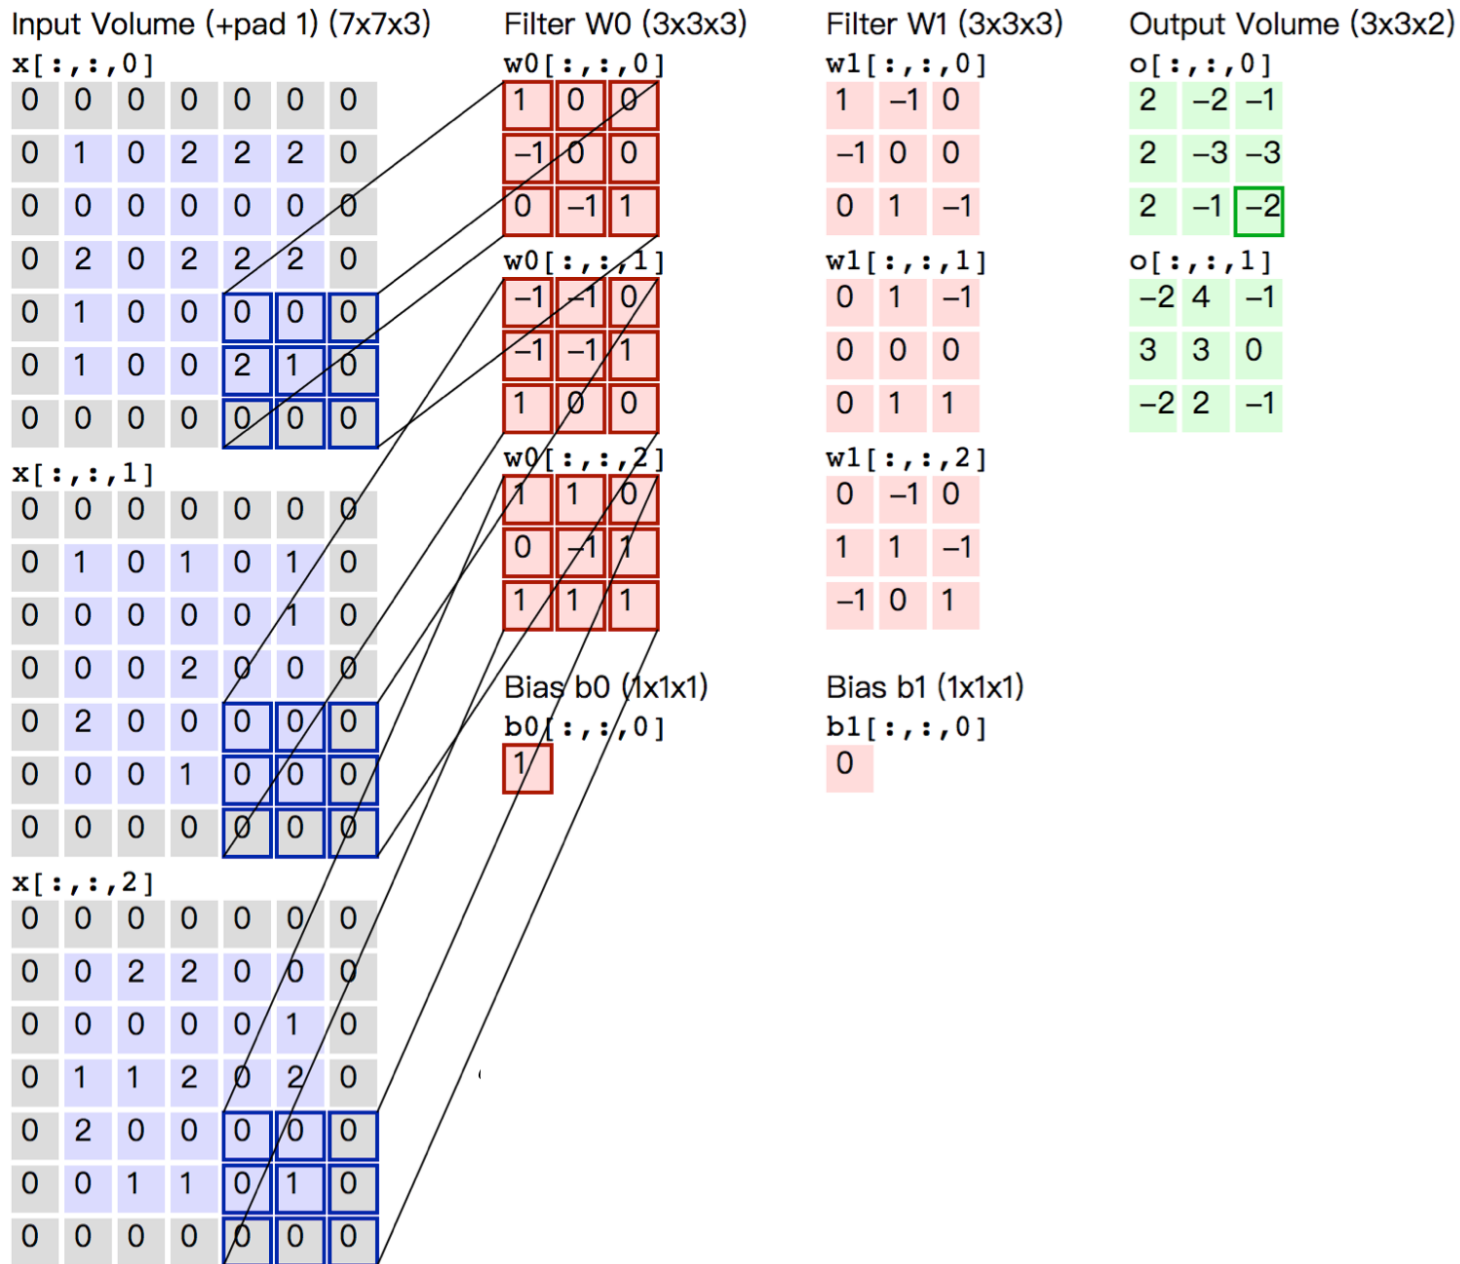 Input Volume (+pad 1) (7x7x3)
x[:,:,0]
0 0 0 0 0 0 0
0 1 0 2 2 2 0
0 0 0 0 0 0 0
0 2 0 2 2 2 0
0 1 0 0 0 0 0
0 1 0 0 2 1 0
0 0 0 0 0 0 0
x[:,:,1]
0 0 0 0 0 0 0
0 1 0 1 0 1 0
0 0 0 0 0 1 0
0 0 0 2 0 0 0
0 2 0 0 0 0 0
0 0 0 1 0 0 0
0 0 0 0 0 0 0
x[:,:,2]
0 0 0 0 0 0 0
0 0 2 2 0 0 0
0 0 0 0 0 1 0
0 1 1 2 0 2 0
0 2 0 0 0 0 0
0 0 1 1 0 1 0
0 0 0 0 0 0 0
Filter W0 (3x3x3)
w0[:,:,0]
1 0 0
–1 0 0
0 –1 1
w0[:,:,1]
–1 –1 0
–1 –1 1
1 0 0
w0[:,:,2]
1 1 0
0 –1 1
1 1 1
Bias b0 (1x1x1)
b0[:,:,0]
1
Filter W1 (3x3x3)
w1[:,:,0]
1 –1 0
–1 0 0
0 1 –1
w1[:,:,1]
0 1 –1
0 0 0
0 1 1
w1[:,:,2]
0 –1 0
1 1 –1
–1 0 1
Bias b1 (1x1x1)
b1[:,:,0]
0
Output Volume (3x3x2)
o[:,:,0]
2 –2 –1
2 –3 –3
2 –1 –2
o[:,:,1]
–2 4 –1
3 3 0
–2 2 –1